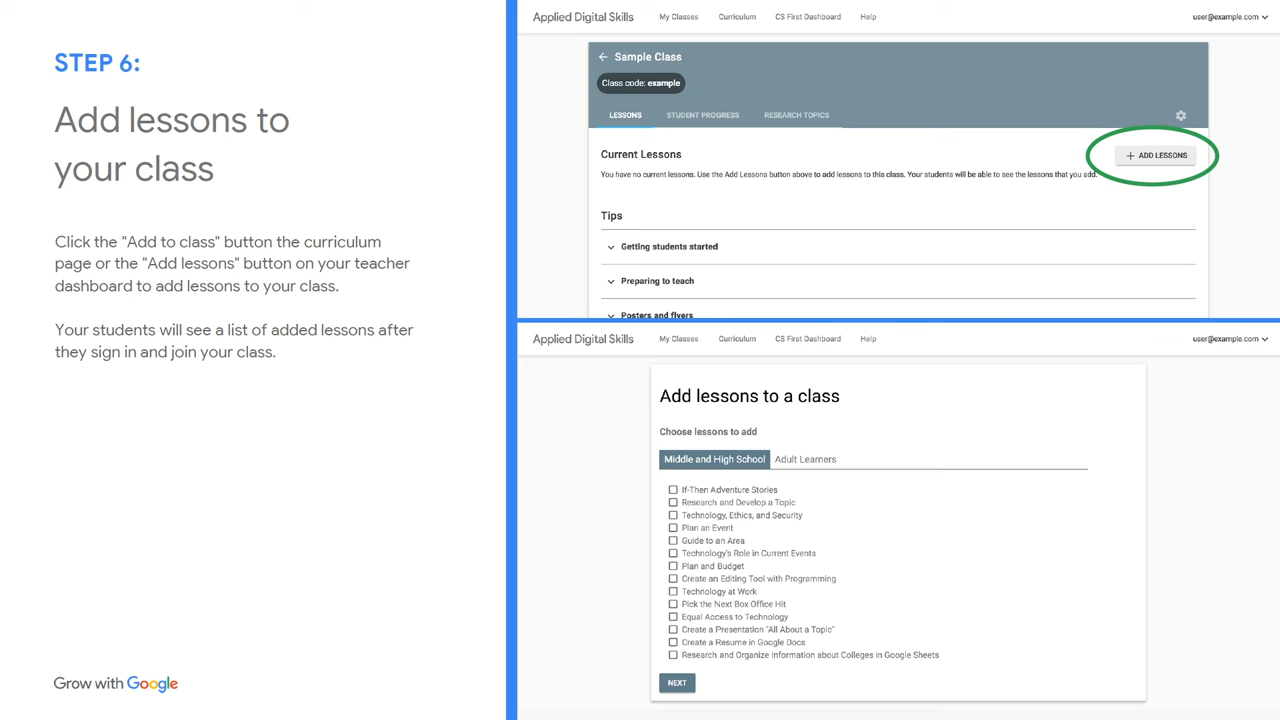 STEP 6:
Add lessons to
your class
Click the "Add to class" button the curriculum
page or the "Add lessons" button on your teacher
dashboard to add lessons to your class.
Your students will see a list of added lessons after
they sign in and join your class.
Grow with Google
Applied Digital Skills My Classes Curriculum CS First Dashboard Help user@example.com
Sample Class
Class code: example
LESSONS STUDENT PROGRESS RESEARCH TOPICS
Current Lessons
+ ADD LESSONS
You have no current lessons. Use the Add Lessons button above to add lessons to this class. Your students will be able to see the lessons that you add.
Tips
Getting students started
Preparing to teach
Posters and flyers
Applied Digital Skills My Classes Curriculum CS First Dashboard Help user@example.com
Add lessons to a class
Choose lessons to add
Middle and High School Adult Learners
If-Then Adventure Stories
Research and Develop a Topic
Technology, Ethics, and Security
Plan an Event
Guide to an Area
Technology's Role in Current Events
Plan and Budget
Create an Editing Tool with Programming
Technology at Work
Pick the Next Box Office Hit
Equal Access to Technology
Create a Presentation "All About a Topic"
Create a Resume in Google Docs
Research and Organize Information about Colleges in Google Sheets
NEXT